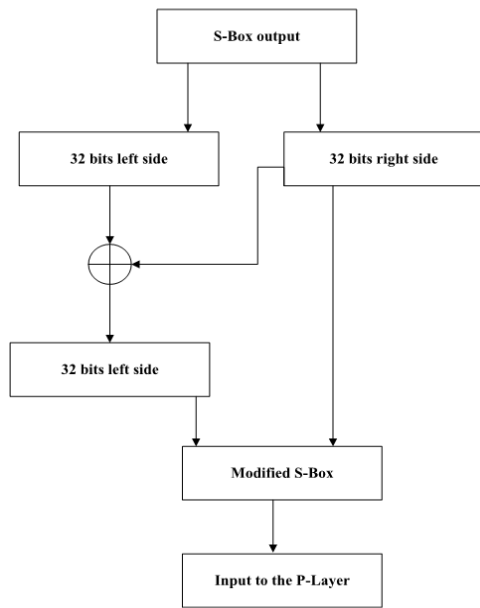 S-Box output
32 bits left side
32 bits right side
32 bits left side
Modified S-Box
Input to the P-Layer